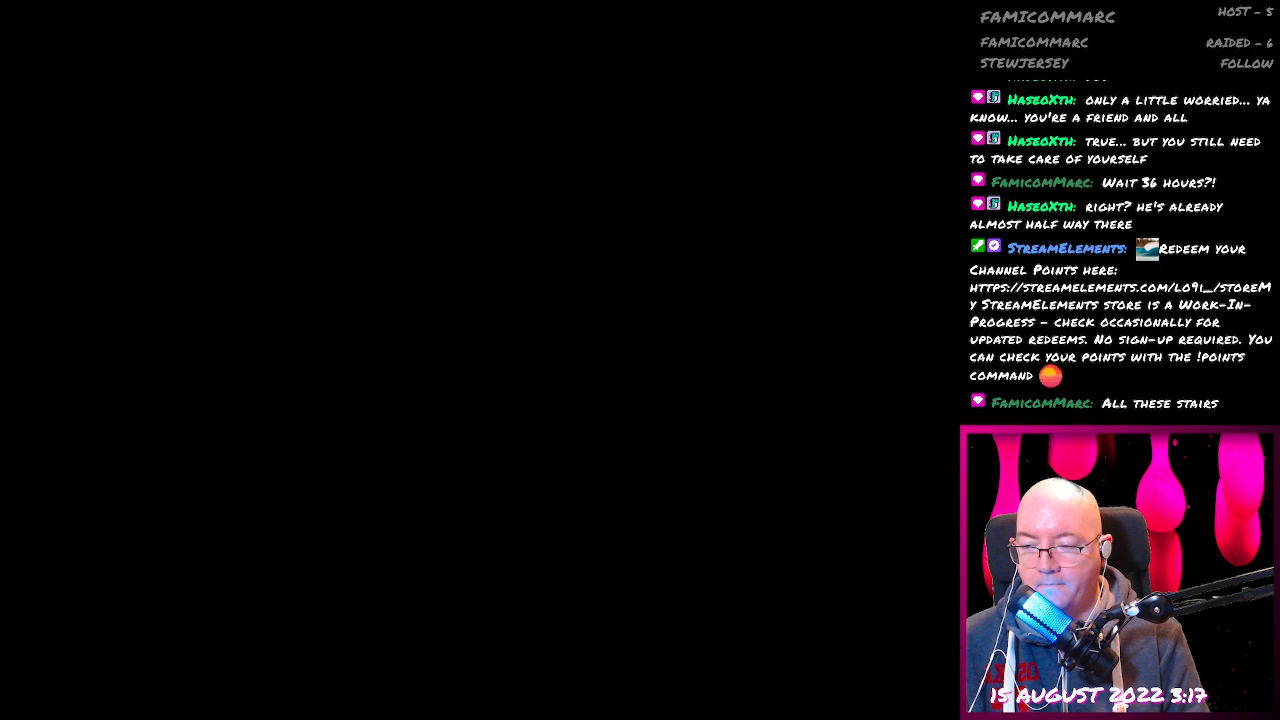 FAMICOMMARC HOST - 5
FAMICOMMARC RAIDED - 6
STEWJERSEY FOLLOW
HaseoXth: only a little worried... ya
know... you're a friend and all
HaseoXth: true... but you still need
to take care of yourself
FamicomMarc: Wait 36 hours?!
HaseoXth: right? he's already
almost half way there
StreamElements: Redeem your
Channel Points here:
https://streamelements.com/lo9i_/storeM
y StreamElements store is a Work-In-
Progress - check occasionally for
updated redeems. No sign-up required. You
can check your points with the !points
command
FamicomMarc: All these stairs
15 AUGUST 2022 3:17